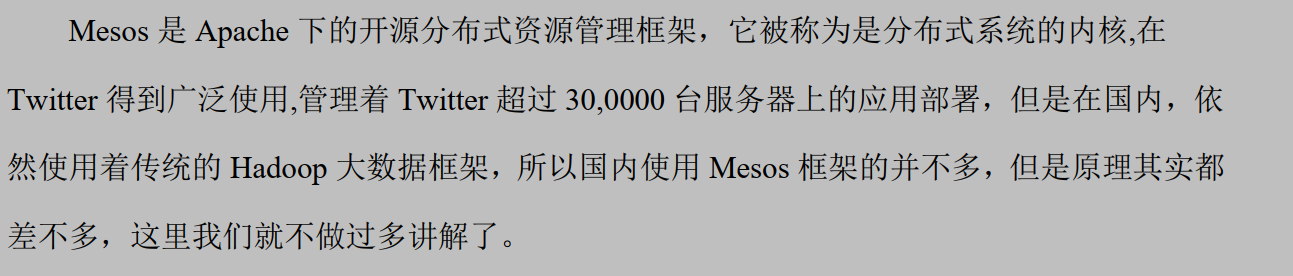 Mesos 是 Apache 下的开源分布式资源管理框架，它被称为是分布式系统的内核,在
Twitter 得到广泛使用,管理着 Twitter 超过 30,0000 台服务器上的应用部署，但是在国内，依
然使用着传统的 Hadoop 大数据框架，所以国内使用 Mesos 框架的并不多，但是原理其实都
差不多，这里我们就不做过多讲解了。